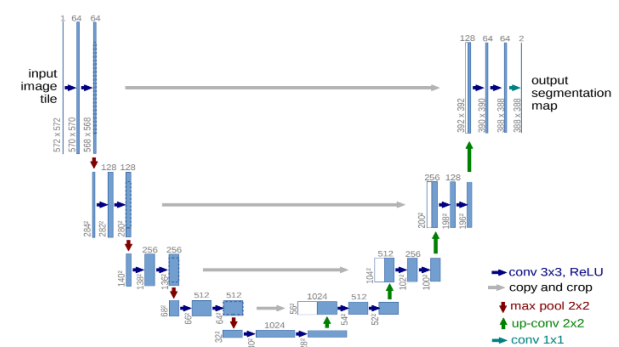 1 64 64
128 64 64 2
input
image
tile
output
segmentation
map
572 x 572
570 x 570
568 x 568
392 x 392
390 x 390
388 x 388
388 x 388
128 128
256 128
284²
282²
280²
200²
198²
196²
256 256
512 256
140²
138²
136²
104²
102²
100²
512 512
1024 512
68²
66²
64²
56²
54²
52²
1024
32²
conv 3x3, ReLU
copy and crop
max pool 2x2
up-conv 2x2
conv 1x1